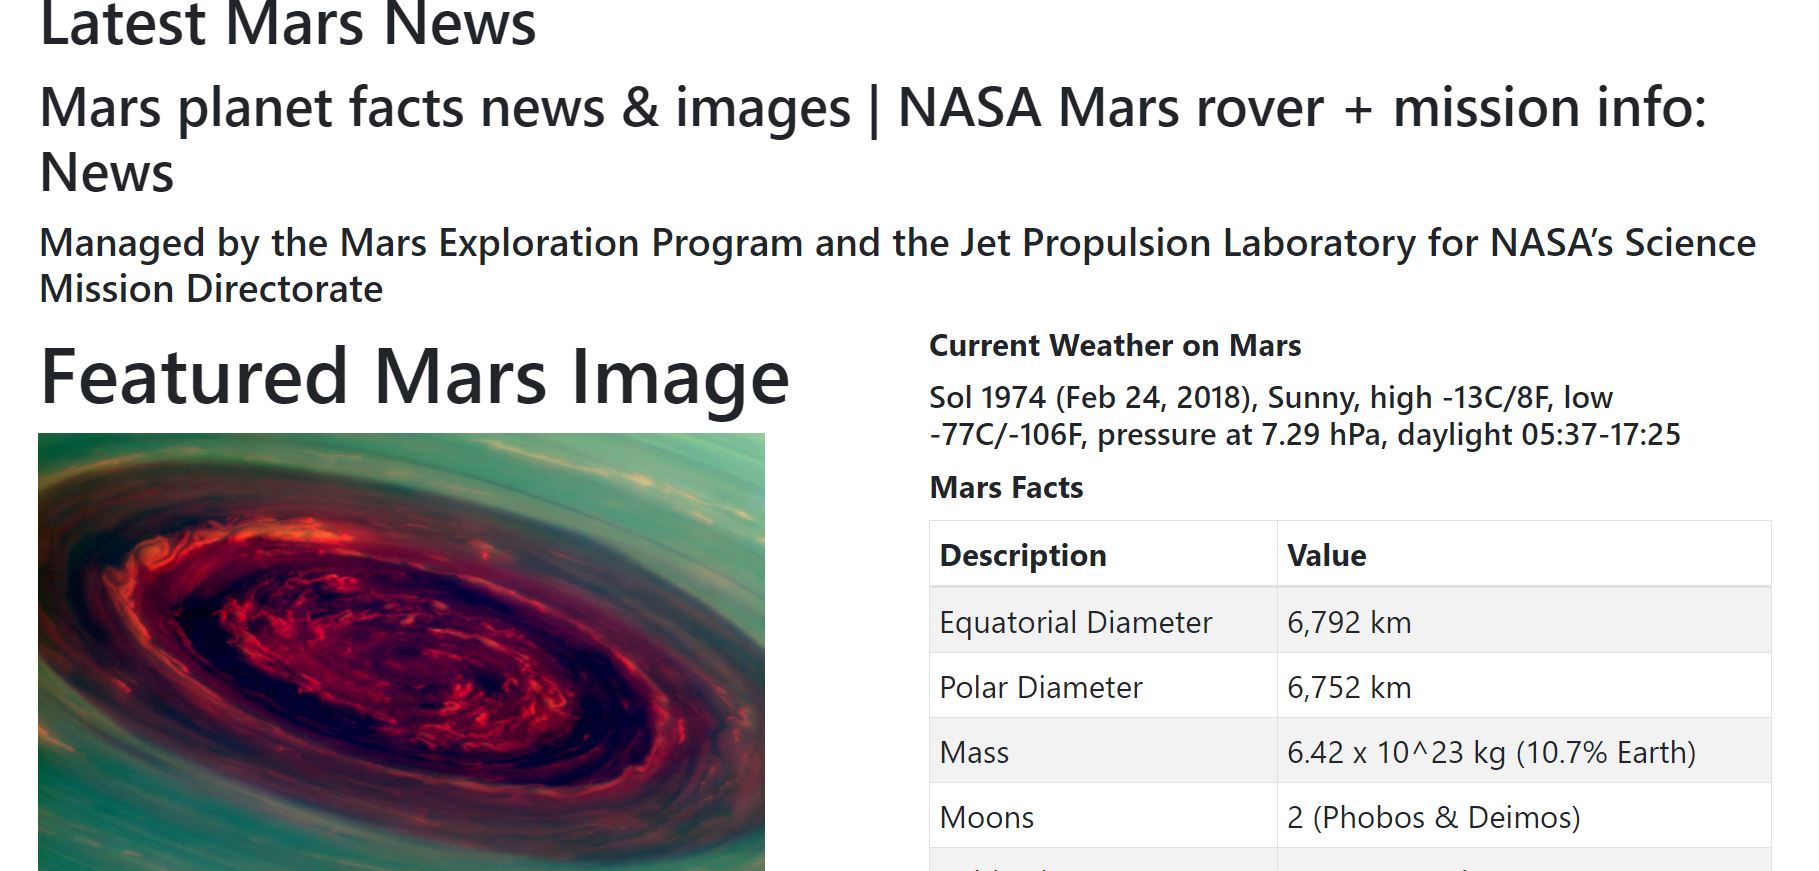 Latest Mars News
Mars planet facts news & images | NASA Mars rover + mission info:
News
Managed by the Mars Exploration Program and the Jet Propulsion Laboratory for NASA’s Science
Mission Directorate
Featured Mars Image
Current Weather on Mars
Sol 1974 (Feb 24, 2018), Sunny, high -13C/8F, low
-77C/-106F, pressure at 7.29 hPa, daylight 05:37-17:25
Mars Facts
Description Value
Equatorial Diameter 6,792 km
Polar Diameter 6,752 km
Mass 6.42 x 10^23 kg (10.7% Earth)
Moons 2 (Phobos & Deimos)